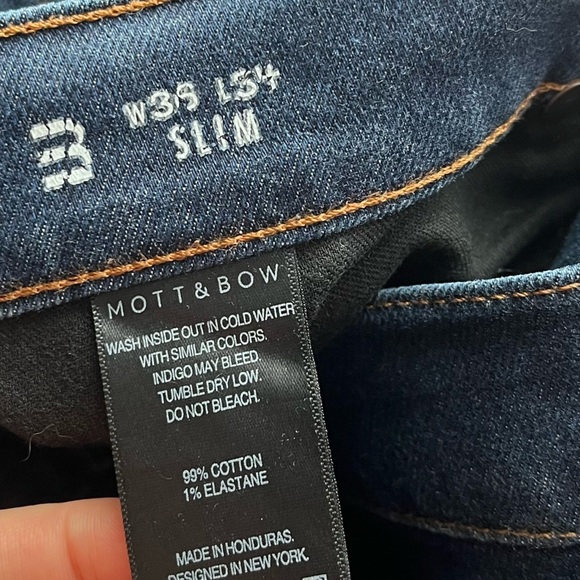 L34
SLIM
MOTT & BOW
WASH INSIDE OUT IN COLD WATER
WITH SIMILAR COLORS.
INDIGO MAY BLEED.
TUMBLE DRY LOW.
DO NOT BLEACH.
99% COTTON
1% ELASTANE
MADE IN HONDURAS.
DESIGNED IN NEW YORK.